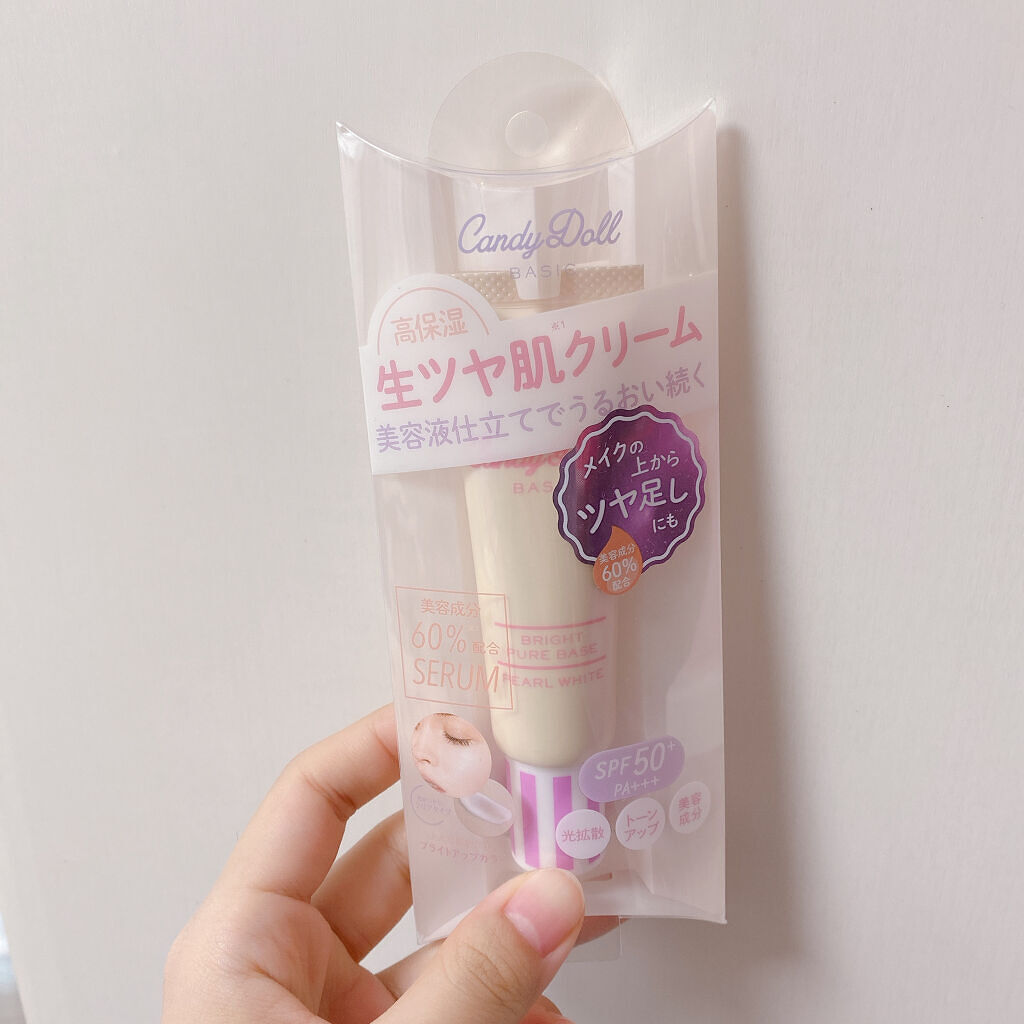 Candy Doll
BASIC
高保湿
生ツヤ肌※1クリーム
美容液仕立てでうるおい続く
BAS
メイクの
上から
ツヤ足し
にも
美容成分
60%
配合
美容成分
60%配合
SERUM
BRIGHT
PURE BASE
PEARL WHITE
SPF50+
PA+++
光拡散
トーン
アップ
美容
成分
ブライトアップカラー